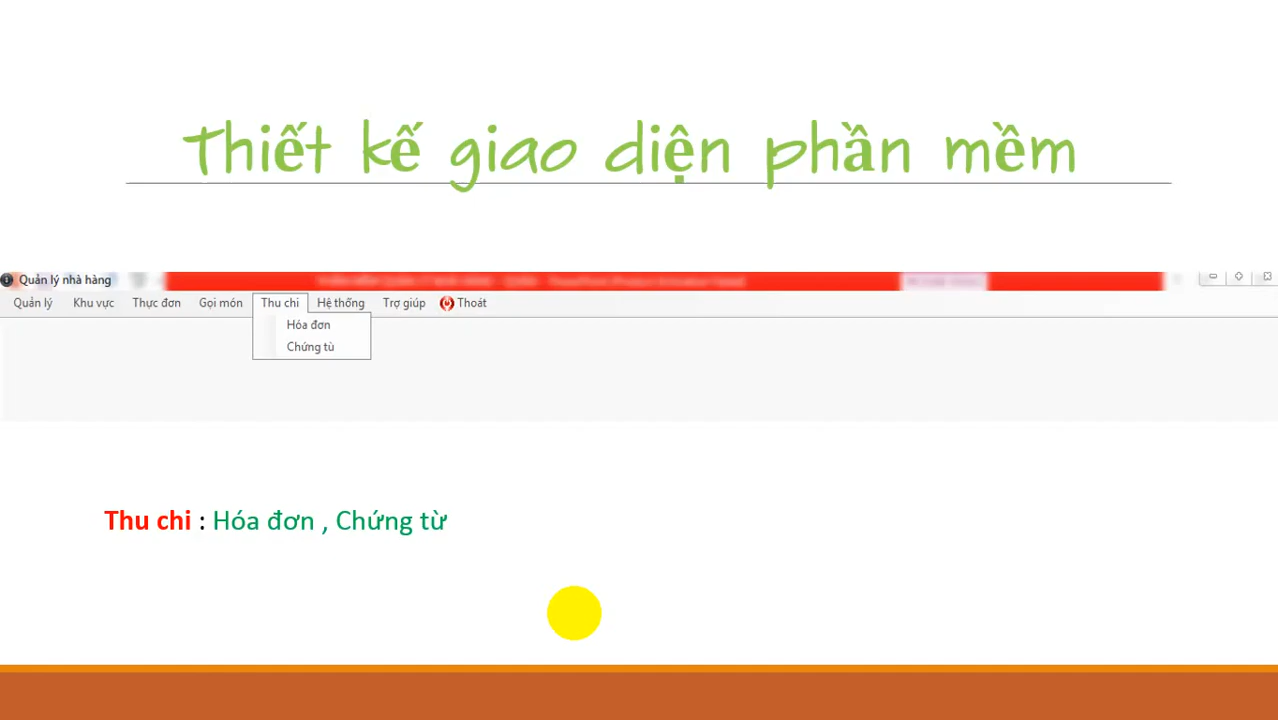 Thiết kế giao diện phần mềm
Quản lý nhà hàng
Quản lý Khu vực Thực đơn Gọi món Thu chi Hệ thống Trợ giúp Thoát
Hóa đơn
Chứng từ
Thu chi : Hóa đơn , Chứng từ